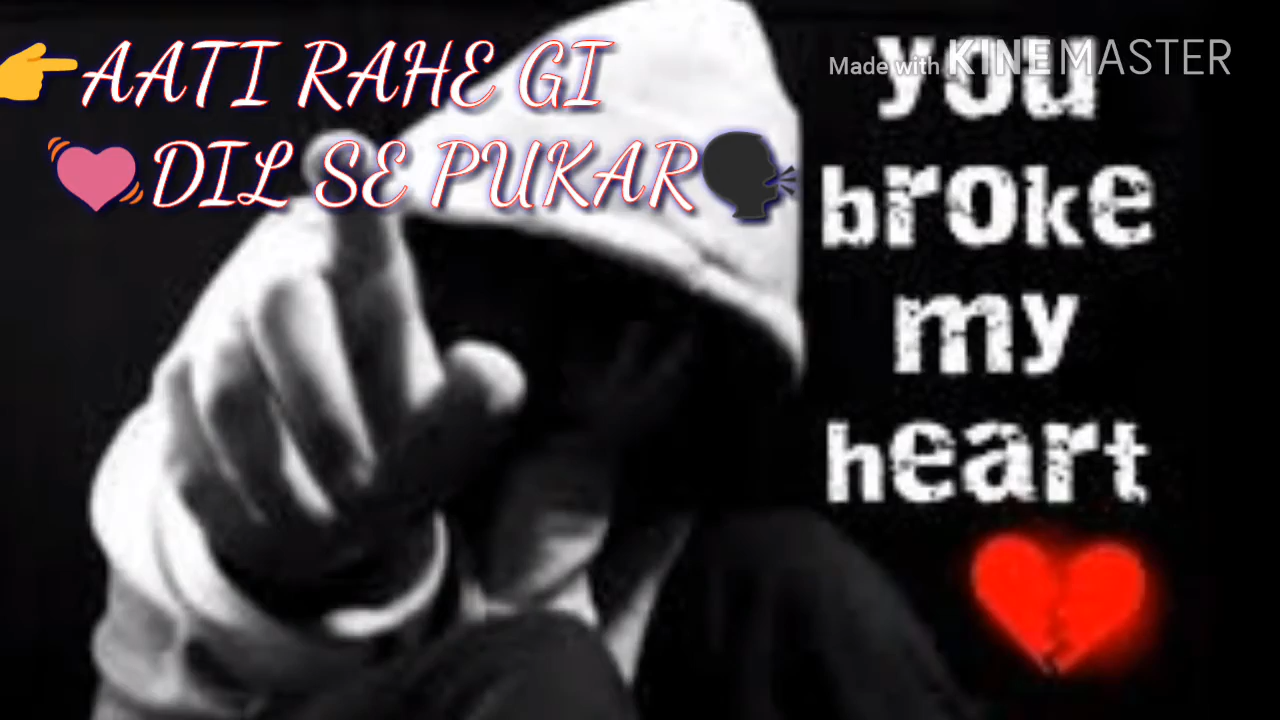 👉AATI RAHE GI
💓DIL SE PUKAR🗣
Made with KINEMASTER
you
broke
my
heart